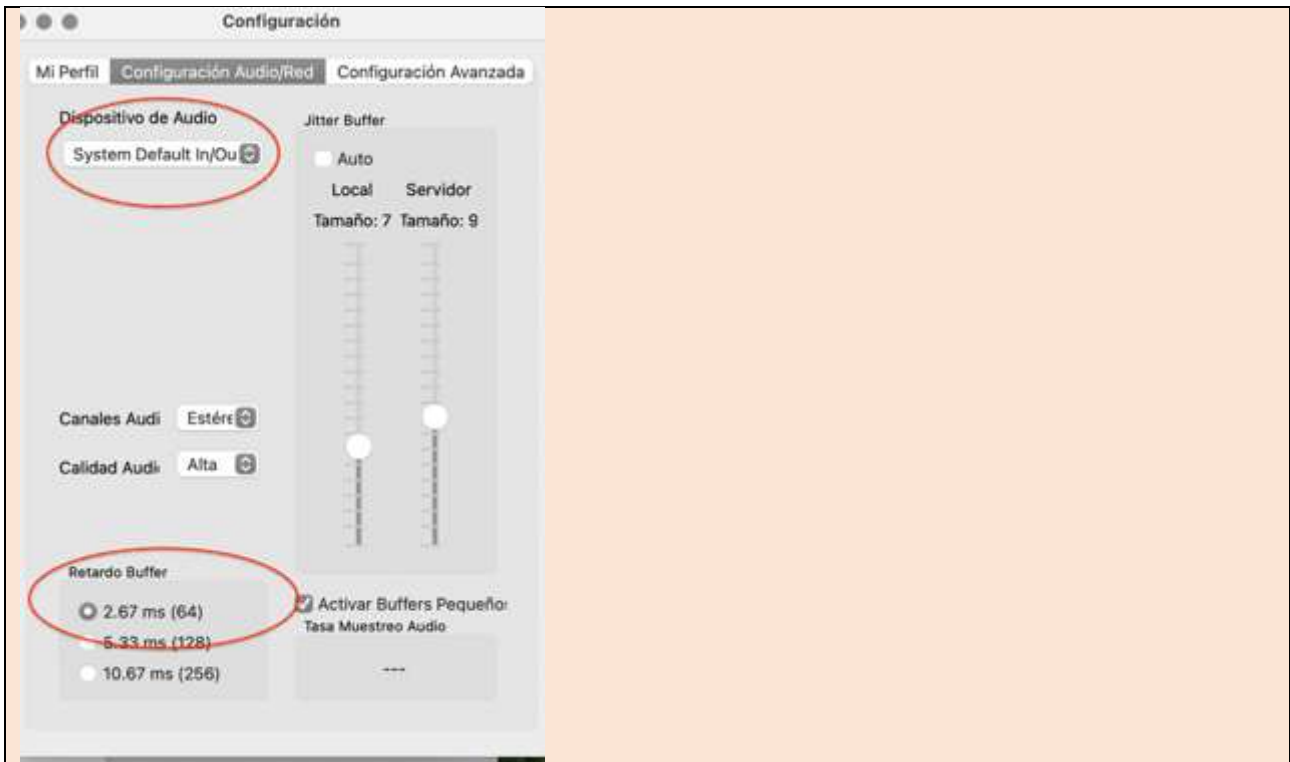 Configuración
Mi Perfil Configuración Audio/Red Configuración Avanzada
Dispositivo de Audio
System Default In/Ou
Jitter Buffer
Auto
Local Servidor
Tamaño: 7 Tamaño: 9
Canales Audi Estére
Calidad Audi Alta
Retardo Buffer
2.67 ms (64)
5.33 ms (128)
10.67 ms (256)
Activar Buffers Pequeños
Tasa Muestreo Audio
---